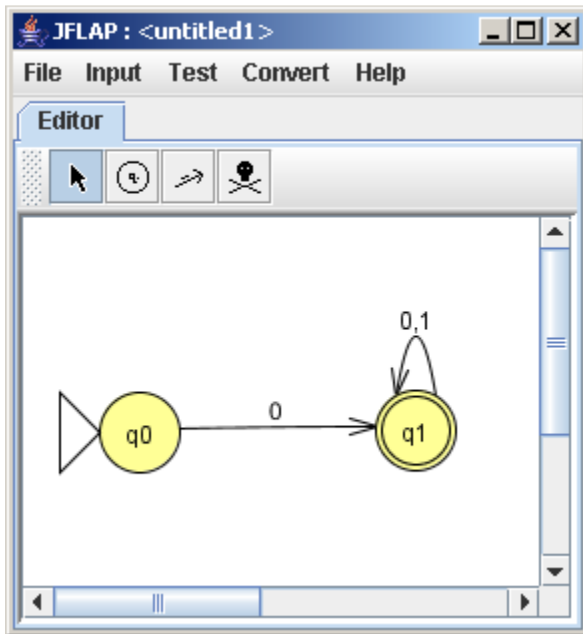 JFLAP : <untitled1>
File Input Test Convert Help
Editor
0,1
0
q0
q1